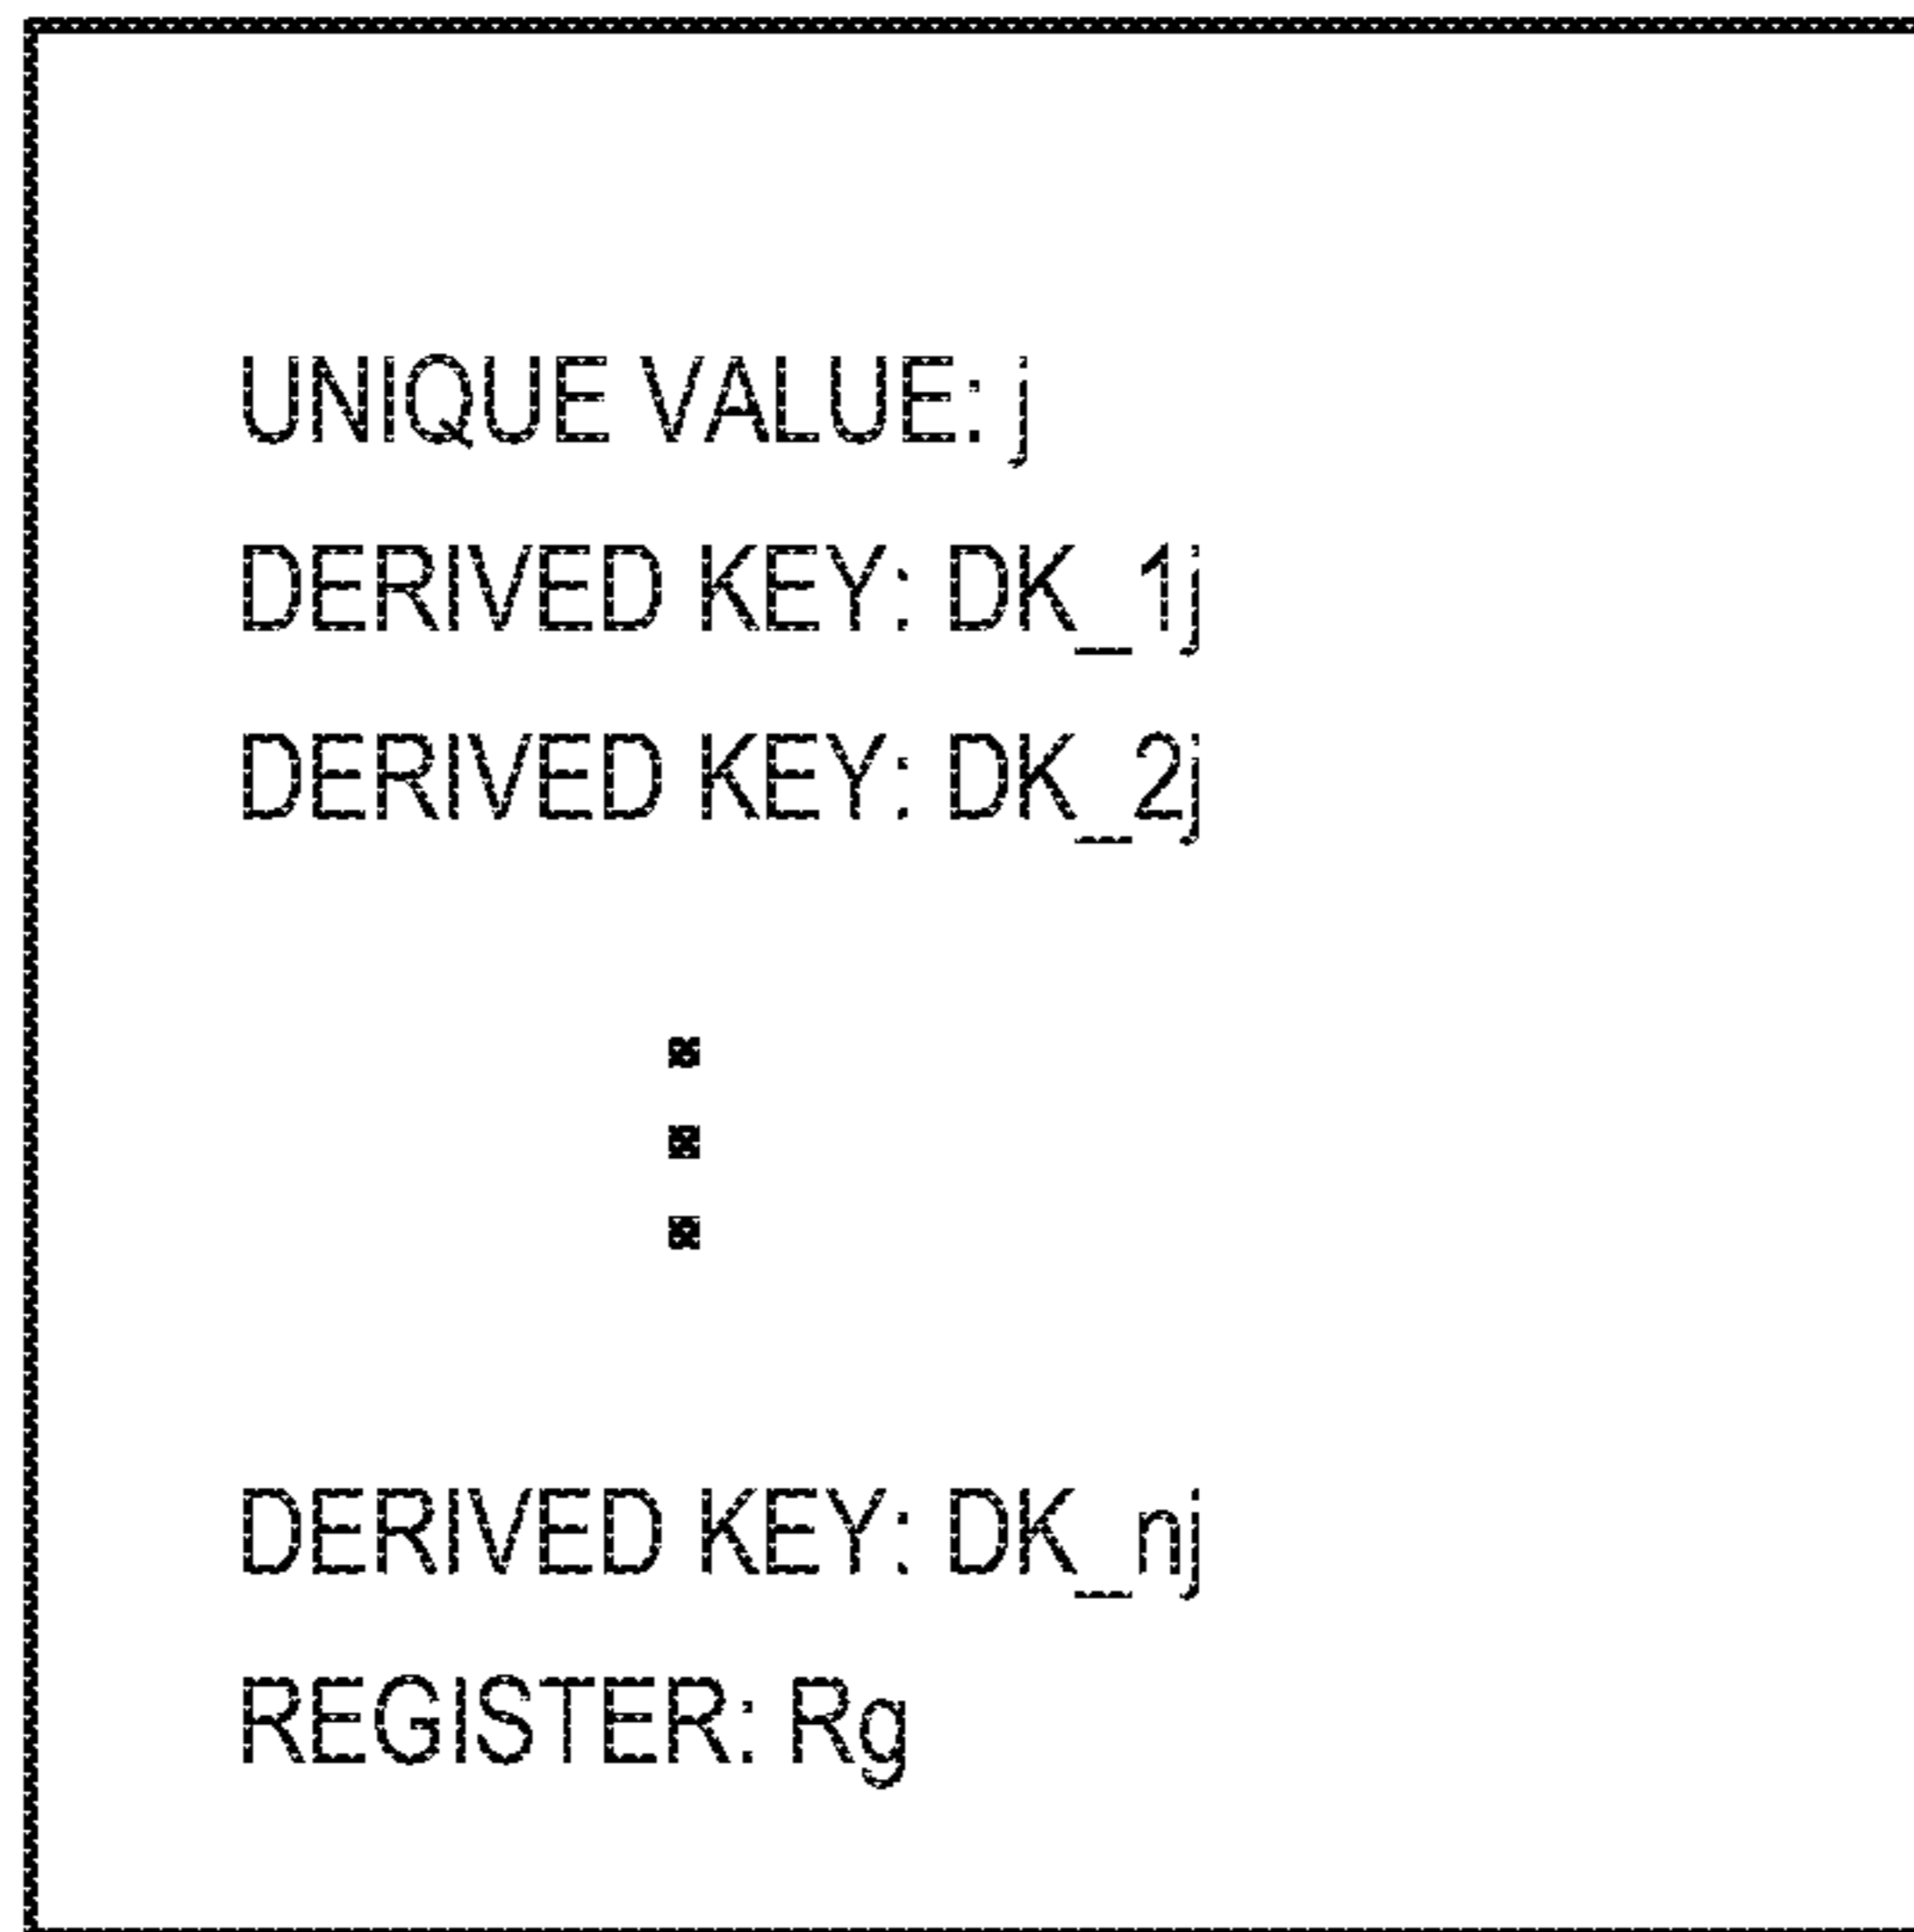 UNIQUE VALUE: j
DERIVED KEY: DK_1j
DERIVED KEY: DK_2j
DERIVED KEY: DK_nj
REGISTER: Rg